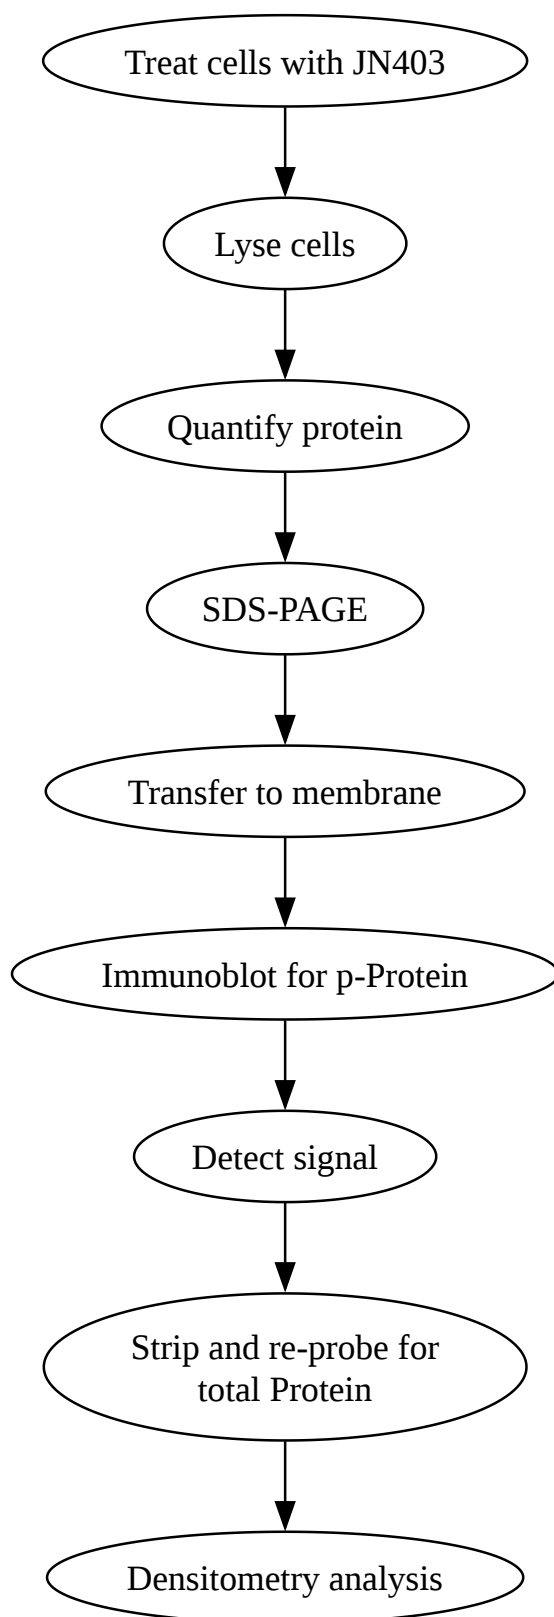 Treat cells with JN403
Lyse cells
Quantify protein
SDS-PAGE
Transfer to membrane
Immunoblot for p-Protein
Detect signal
Strip and re-probe for
total Protein
Densitometry analysis